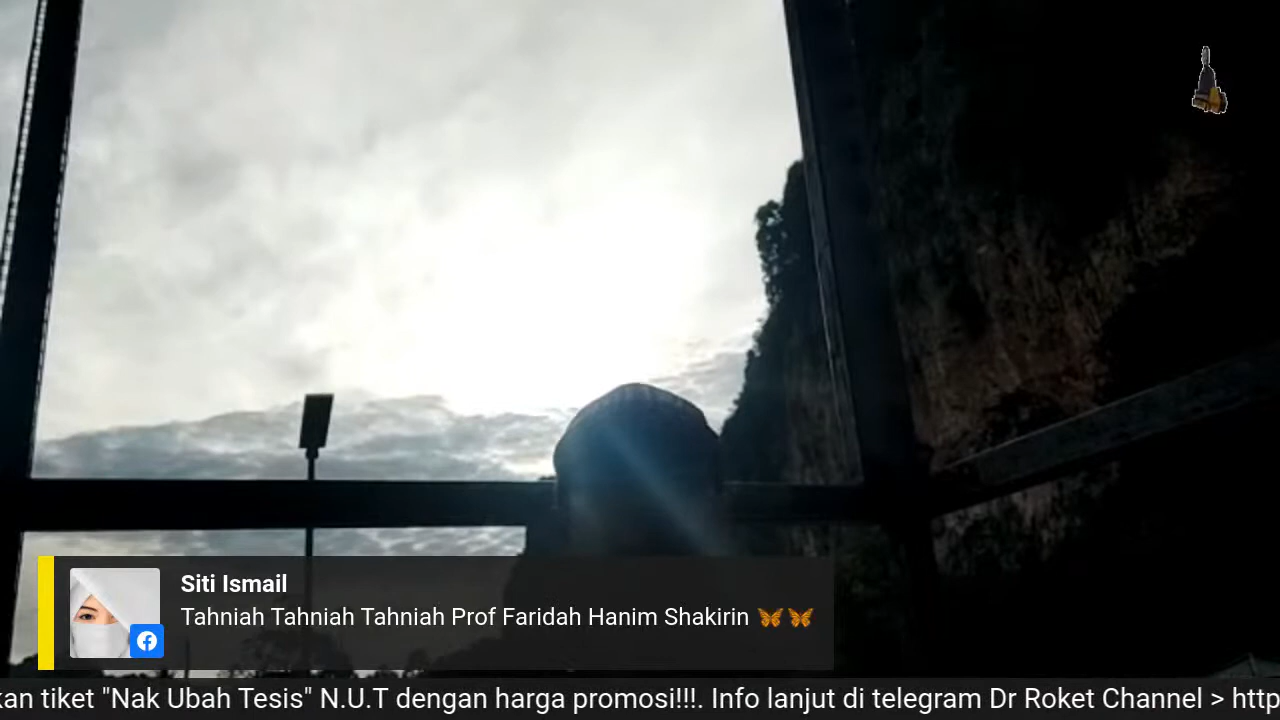 Siti Ismail
Tahniah Tahniah Tahniah Prof Faridah Hanim Shakirin 🦋🦋
kan tiket "Nak Ubah Tesis" N.U.T dengan harga promosi!!!. Info lanjut di telegram Dr Roket Channel > http